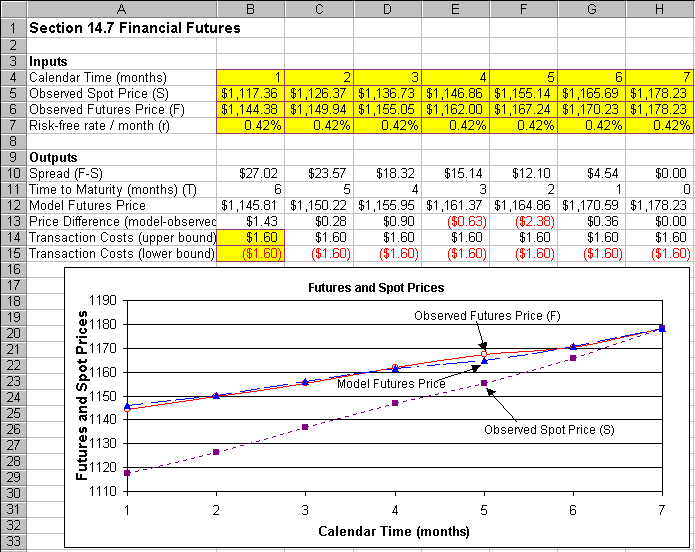 A B C D E F G H
1 Section 14.7 Financial Futures
2
3 Inputs
4 Calendar Time (months) 1 2 3 4 5 6 7
5 Observed Spot Price (S) $1,117.36 $1,126.37 $1,136.73 $1,146.86 $1,155.14 $1,165.69 $1,178.23
6 Observed Futures Price (F) $1,144.38 $1,149.94 $1,155.05 $1,162.00 $1,167.24 $1,170.23 $1,178.23
7 Risk-free rate / month (r) 0.42% 0.42% 0.42% 0.42% 0.42% 0.42% 0.42%
8
9 Outputs
10 Spread (F-S) $27.02 $23.57 $18.32 $15.14 $12.10 $4.54 $0.00
11 Time to Maturity (months) (T) 6 5 4 3 2 1 0
12 Model Futures Price $1,145.81 $1,150.22 $1,155.95 $1,161.37 $1,164.86 $1,170.59 $1,178.23
13 Price Difference (model-observed $1.43 $0.28 $0.90 ($0.63) ($2.38) $0.36 $0.00
14 Transaction Costs (upper bound) $1.60 $1.60 $1.60 $1.60 $1.60 $1.60 $1.60
15 Transaction Costs (lower bound) ($1.60) ($1.60) ($1.60) ($1.60) ($1.60) ($1.60) ($1.60)
16
17
18
19
20
21
22
23
24
25
26
27
28
29
30
31
32
33
Futures and Spot Prices
Futures and Spot Prices
1190
1180
1170
1160
1150
1140
1130
1120
1110
Observed Futures Price (F)
Model Futures Price
Observed Spot Price (S)
1 2 3 4 5 6 7
Calendar Time (months)